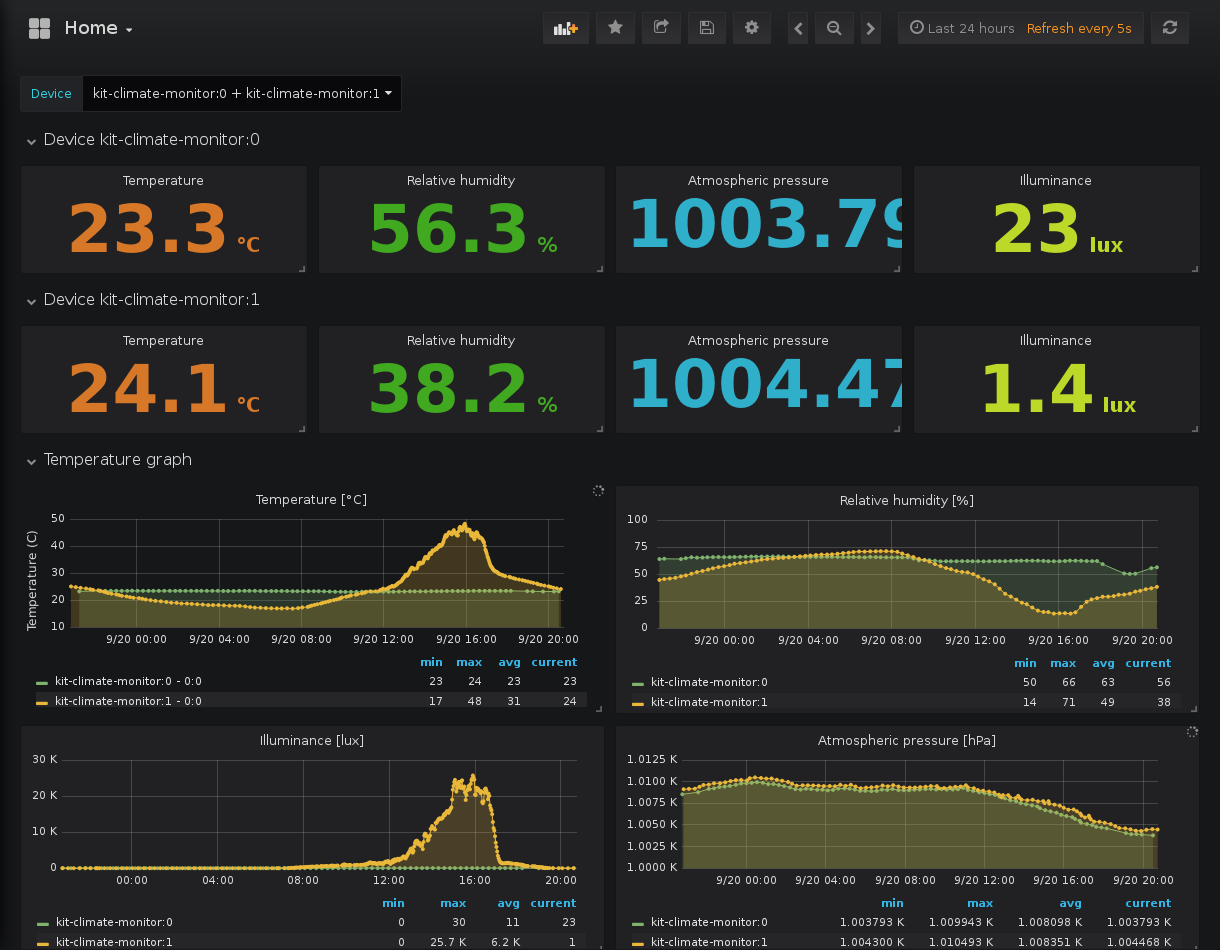 Home
Last 24 hours Refresh every 5s
Device kit-climate-monitor:0 + kit-climate-monitor:1
Device kit-climate-monitor:0
Temperature Relative humidity Atmospheric pressure Illuminance
23.3 °C 56.3 % 1003.79 23 lux
Device kit-climate-monitor:1
Temperature Relative humidity Atmospheric pressure Illuminance
24.1 °C 38.2 % 1004.47 1.4 lux
Temperature graph
Temperature [°C]
Temperature (C)
50
40
30
20
10
9/20 00:00 9/20 04:00 9/20 08:00 9/20 12:00 9/20 16:00 9/20 20:00
min max avg current
kit-climate-monitor:0 - 0:0 23 24 23 23
kit-climate-monitor:1 - 0:0 17 48 31 24
Relative humidity [%]
100
75
50
25
0
9/20 00:00 9/20 04:00 9/20 08:00 9/20 12:00 9/20 16:00 9/20 20:00
min max avg current
kit-climate-monitor:0 50 66 63 56
kit-climate-monitor:1 14 71 49 38
Illuminance [lux]
30 K
20 K
10 K
0
00:00 04:00 08:00 12:00 16:00 20:00
min max avg current
kit-climate-monitor:0 0 30 11 23
kit-climate-monitor:1 0 25.7 K 6.2 K 1
Atmospheric pressure [hPa]
1.0125 K
1.0100 K
1.0075 K
1.0050 K
1.0025 K
1.0000 K
9/20 00:00 9/20 04:00 9/20 08:00 9/20 12:00 9/20 16:00 9/20 20:00
min max avg current
kit-climate-monitor:0 1.003793 K 1.009943 K 1.008098 K 1.003793 K
kit-climate-monitor:1 1.004300 K 1.010493 K 1.008351 K 1.004468 K